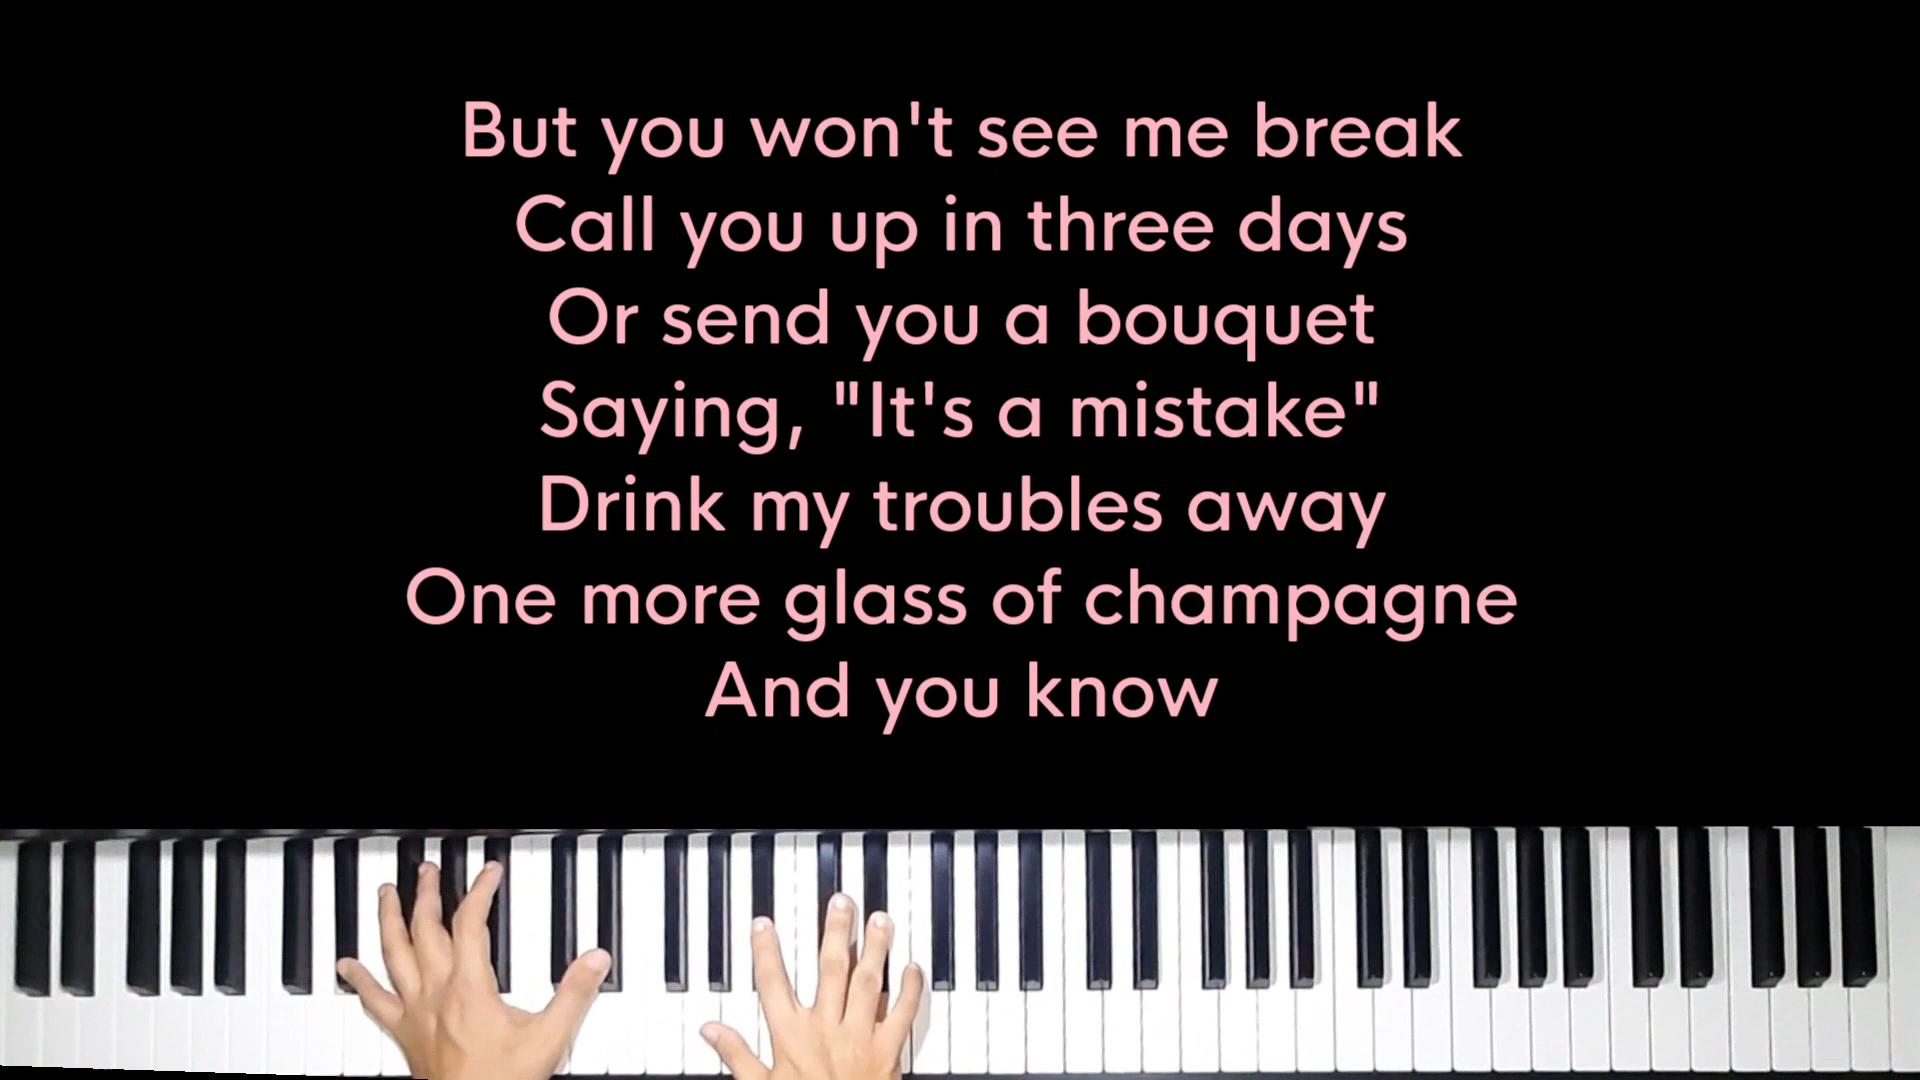 But you won't see me break
Call you up in three days
Or send you a bouquet
Saying, "It's a mistake"
Drink my troubles away
One more glass of champagne
And you know